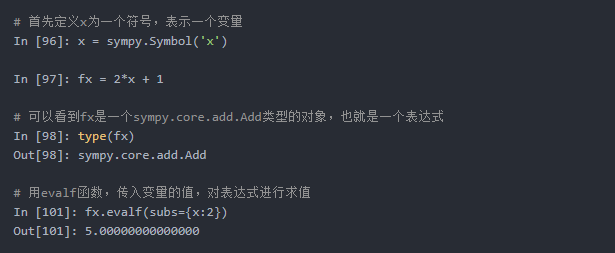 # 首先定义x为一个符号，表示一个变量
In [96]: x = sympy.Symbol('x')
In [97]: fx = 2*x + 1
# 可以看到fx是一个sympy.core.add.Add类型的对象，也就是一个表达式
In [98]: type(fx)
Out[98]: sympy.core.add.Add
# 用evalf函数，传入变量的值，对表达式进行求值
In [101]: fx.evalf(subs={x:2})
Out[101]: 5.00000000000000